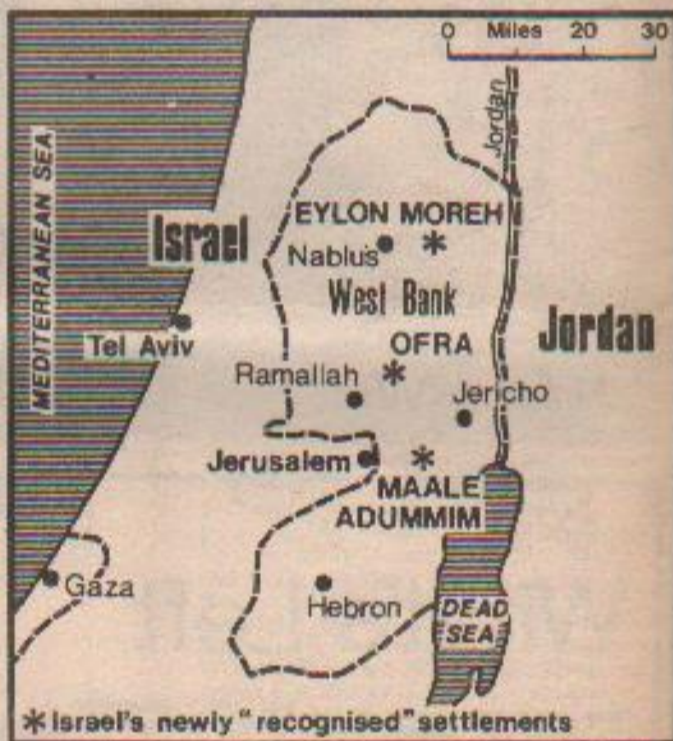 0 Miles 20 30
Jordan
MEDITERRANEAN SEA
EYLON MOREH
*
Israel
Nablus
West Bank
Tel Aviv
OFRA
*
Jordan
Ramallah
Jericho
Jerusalem
*
MAALE
ADUMMIM
Gaza
Hebron
DEAD
SEA
* Israel's newly "recognised" settlements